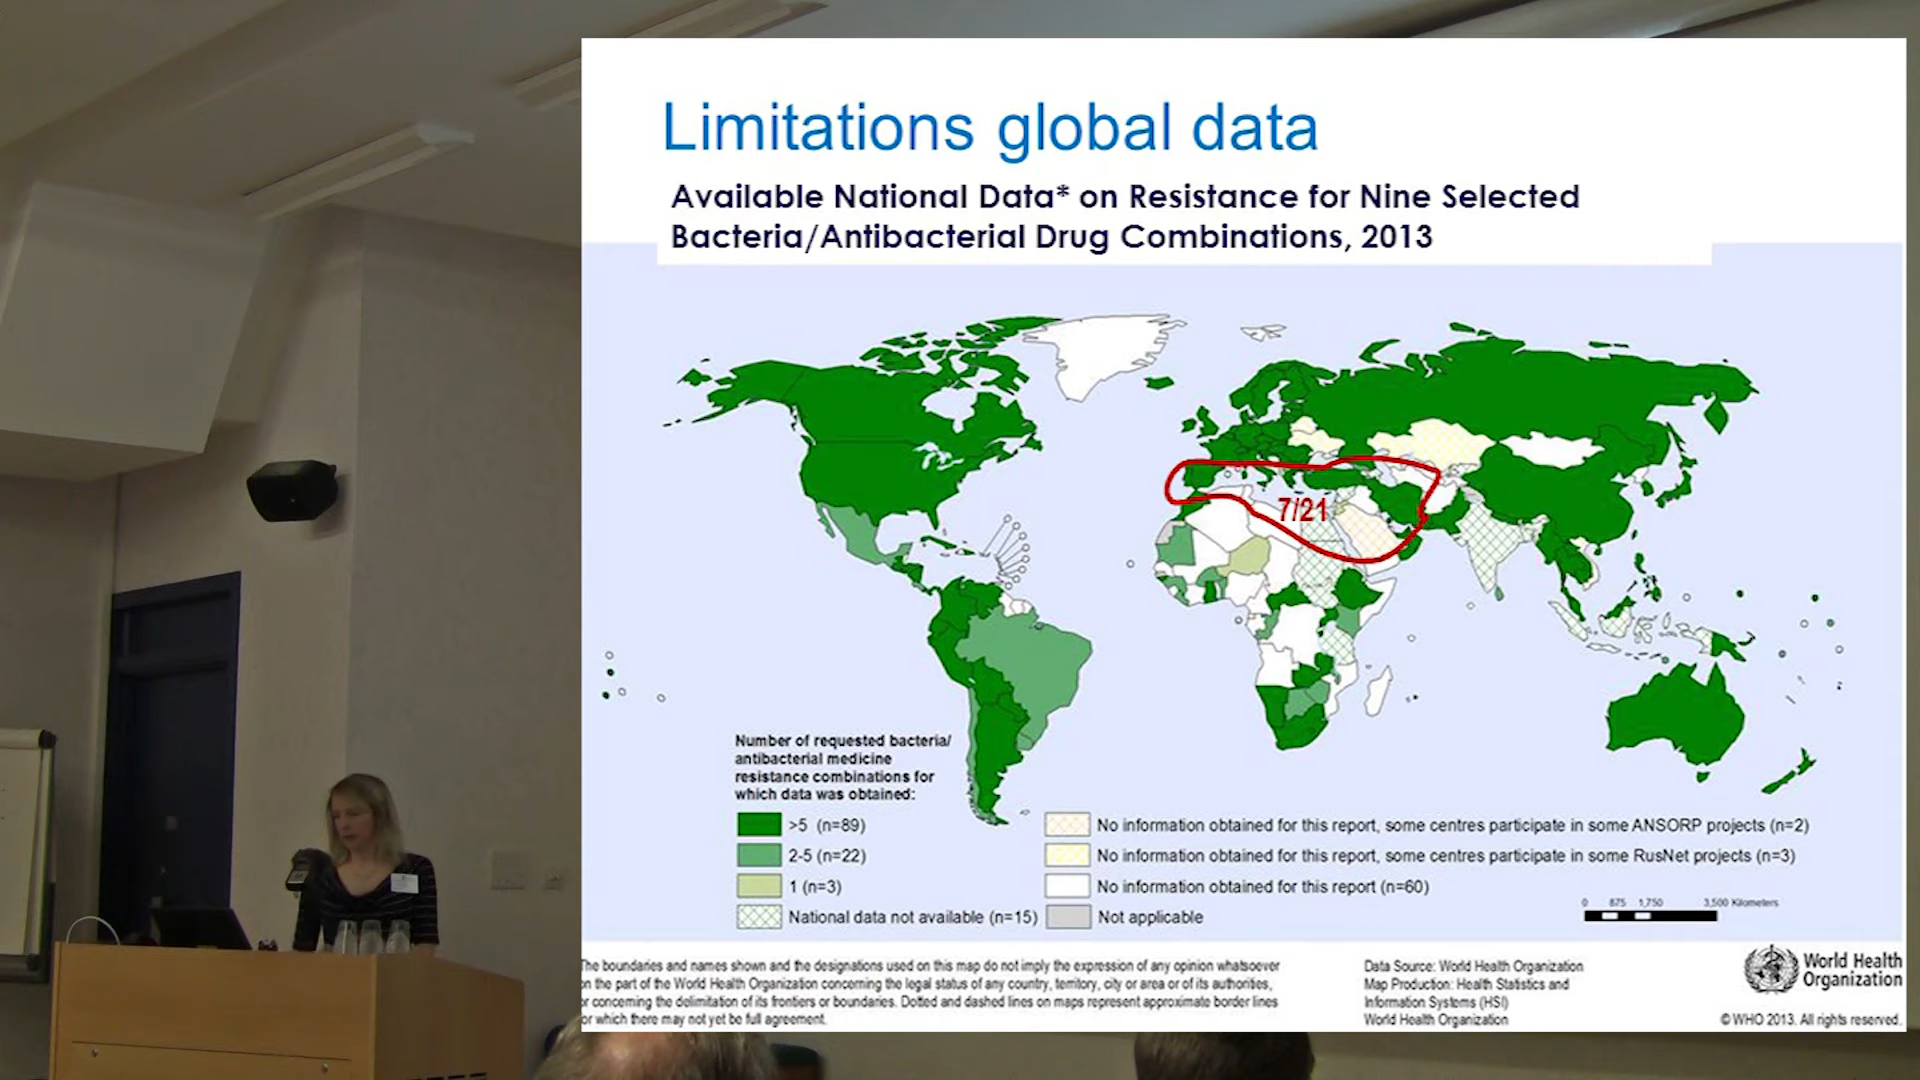 Limitations global data
Available National Data* on Resistance for Nine Selected
Bacteria/Antibacterial Drug Combinations, 2013
7/21
Number of requested bacteria/
antibacterial medicine
resistance combinations for
which data was obtained:
>5 (n=89)
2-5 (n=22)
1 (n=3)
National data not available (n=15)
No information obtained for this report, some centres participate in some ANSORP projects (n=2)
No information obtained for this report, some centres participate in some RusNet projects (n=3)
No information obtained for this report (n=60)
Not applicable
0 875 1,750 3,500 Kilometers
The boundaries and names shown and the designations used on this map do not imply the expression of any opinion whatsoever
on the part of the World Health Organization concerning the legal status of any country, territory, city or area or of its authorities,
or concerning the delimitation of its frontiers or boundaries. Dotted and dashed lines on maps represent approximate border lines
for which there may not yet be full agreement.
Data Source: World Health Organization
Map Production: Health Statistics and
Information Systems (HSI)
World Health Organization
World Health
Organization
© WHO 2013. All rights reserved.